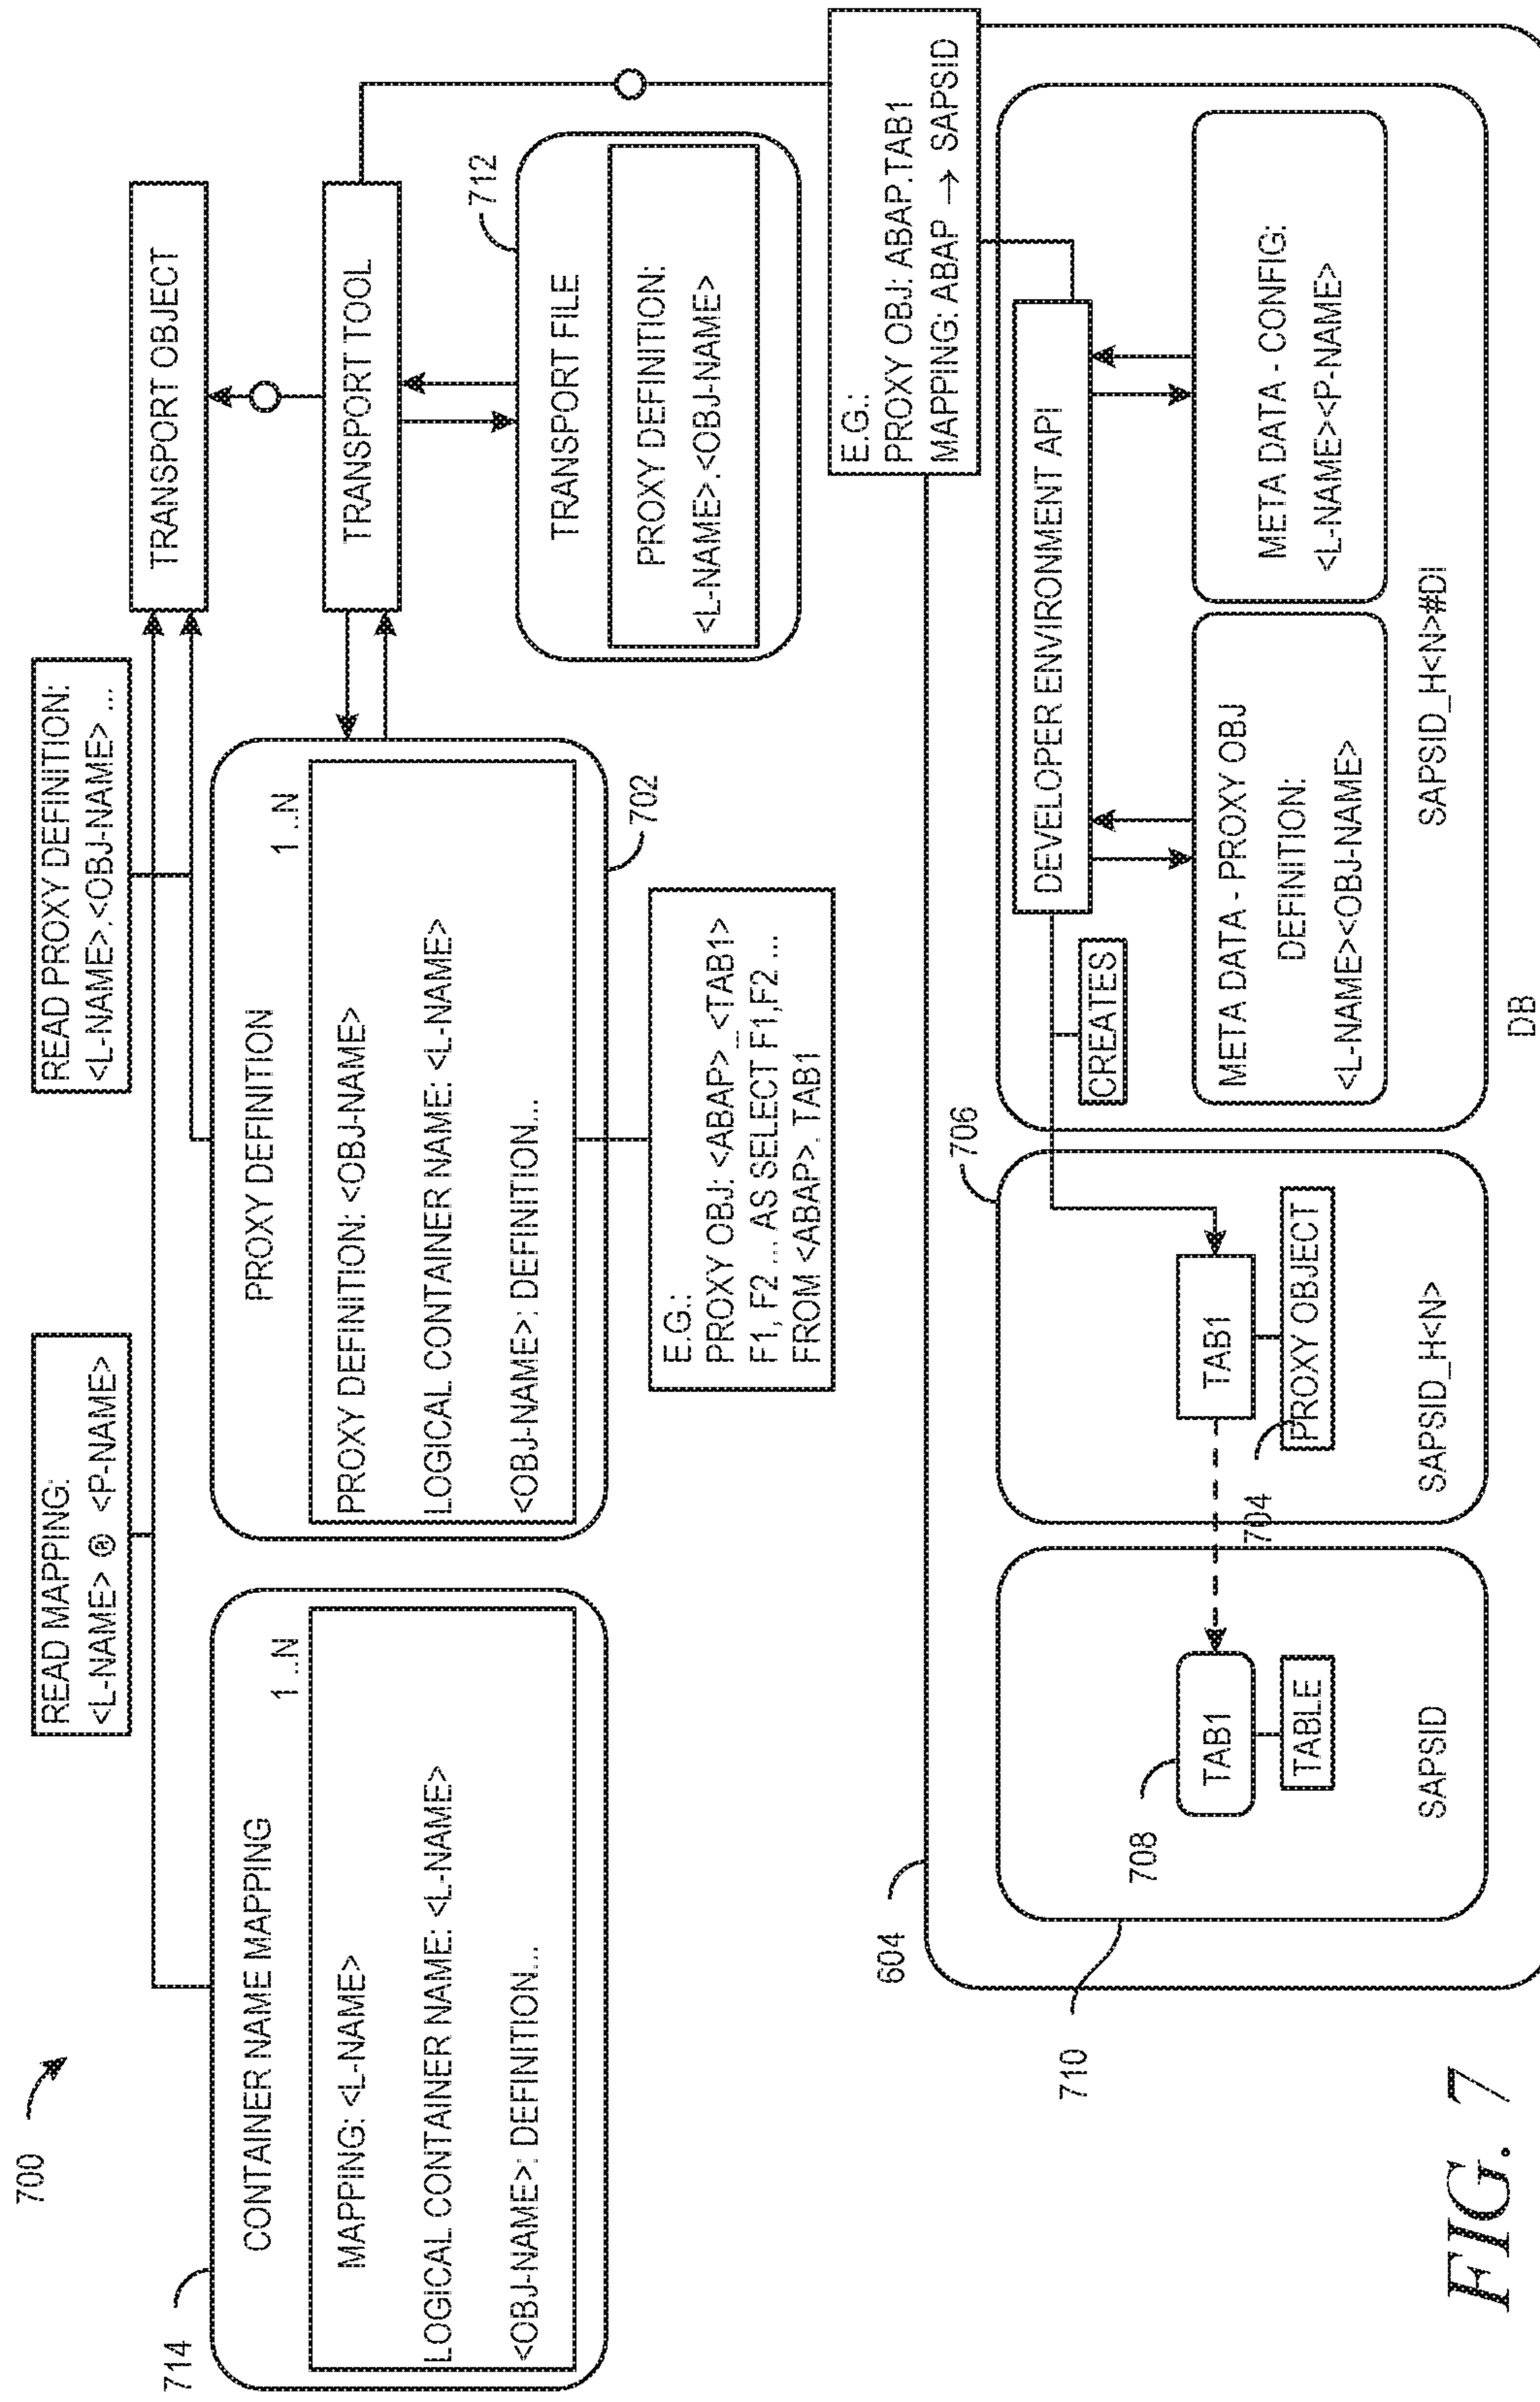 700
READ MAPPING:
<L-NAME> ® <P-NAME>
READ PROXY DEFINITION:
<L-NAME>.<OBJ-NAME> ...
TRANSPORT OBJECT
714
CONTAINER NAME MAPPING
1 ..N
MAPPING: <L-NAME>
LOGICAL CONTAINER NAME: <L-NAME>
<OBJ-NAME>: DEFINITION...
PROXY DEFINITION
1 ..N
PROXY DEFINITION: <OBJ-NAME>
LOGICAL CONTAINER NAME: <L-NAME>
<OBJ-NAME>: DEFINITION...
702
TRANSPORT TOOL
712
TRANSPORT FILE
PROXY DEFINITION:
<L-NAME>.<OBJ-NAME>
E.G.:
PROXY OBJ: <ABAP>_<TAB1>
F1, F2 ... AS SELECT F1,F2 ...
FROM <ABAP>. TAB1
E.G.:
PROXY OBJ: ABAP.TAB1
MAPPING: ABAP → SAPSID
604
710
708
TAB1
TABLE
SAPSID
706
TAB1
704
PROXY OBJECT
SAPSID_H<N>
DEVELOPER ENVIRONMENT API
CREATES
META DATA - PROXY OBJ
DEFINITION:
<L-NAME><OBJ-NAME>
META DATA - CONFIG:
<L-NAME><P-NAME>
SAPSID_H<N>#DI
DB
FIG. 7